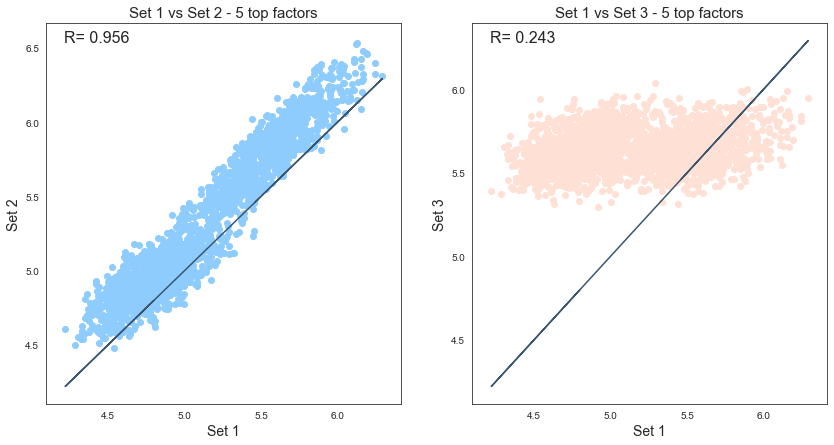 Set 1 vs Set 2 - 5 top factors
R= 0.956
6.5
6.0
5.5
5.0
4.5
Set 2
4.5 5.0 5.5 6.0
Set 1
Set 1 vs Set 3 - 5 top factors
R= 0.243
6.0
5.5
5.0
4.5
Set 3
4.5 5.0 5.5 6.0
Set 1